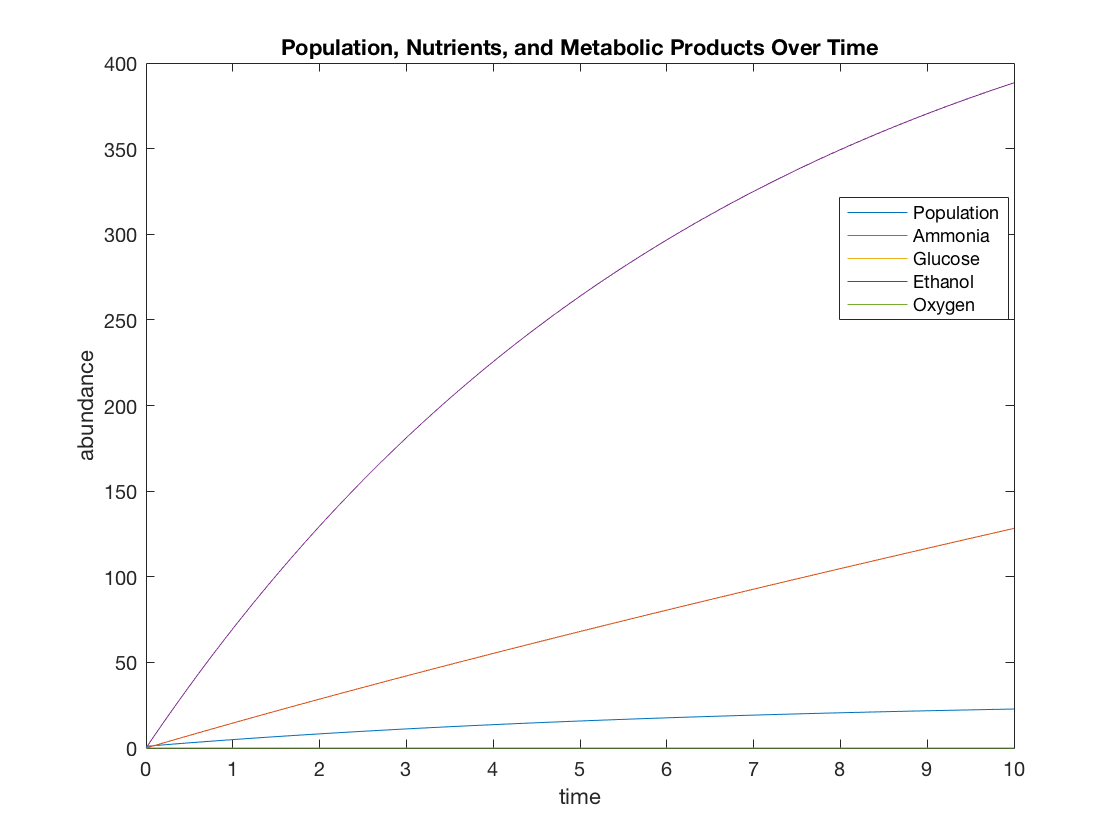 Population, Nutrients, and Metabolic Products Over Time
400
350
300
250
200
150
100
50
0
abundance
Population
Ammonia
Glucose
Ethanol
Oxygen
0 1 2 3 4 5 6 7 8 9 10
time